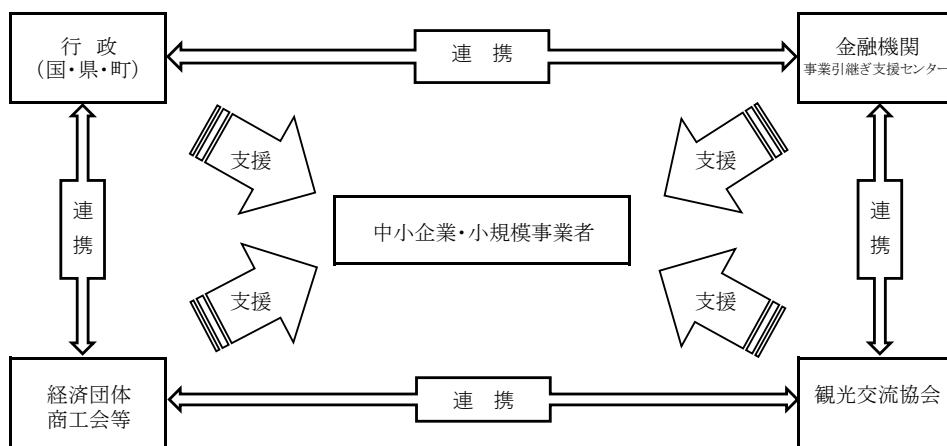 行 政
(国・県・町)
連 携
金融機関
事業引継ぎ支援センター
支援
支援
連
携
中小企業・小規模事業者
連
携
支援
支援
経済団体
商工会等
連 携
観光交流協会